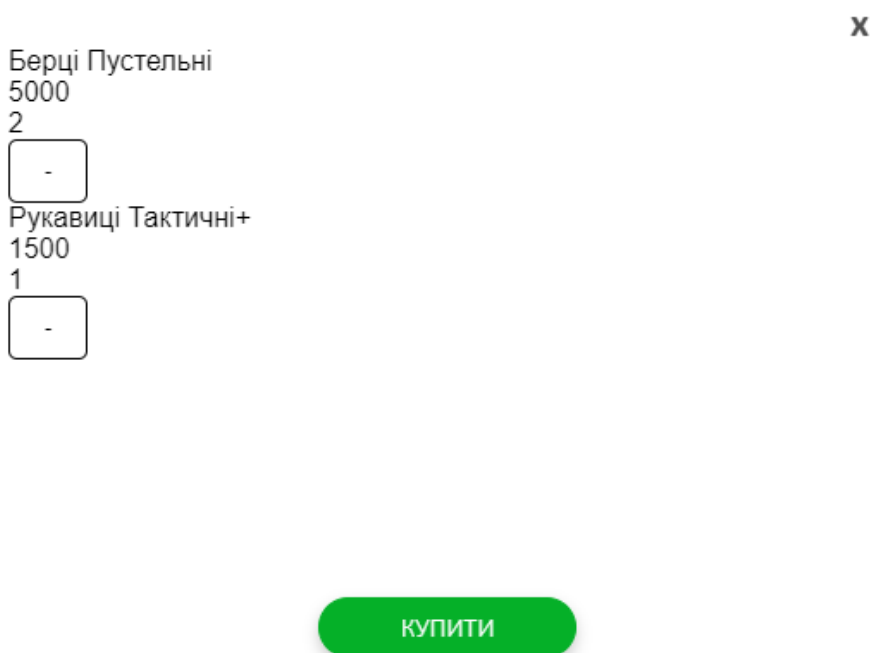 x
Берці Пустельні
5000
2
-
Рукавиці Тактичні+
1500
1
-
КУПИТИ